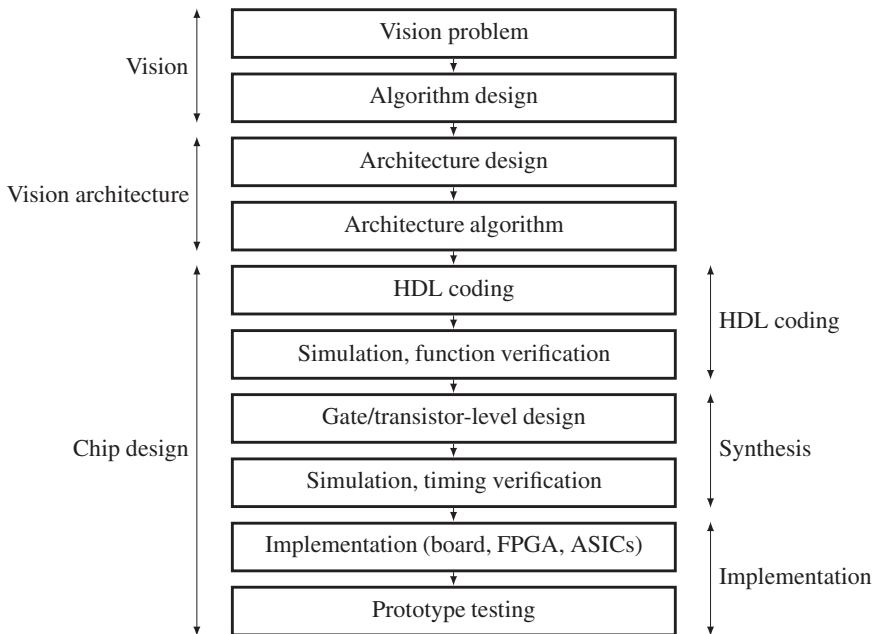 Vision problem
Vision
Algorithm design
Architecture design
Vision architecture
Architecture algorithm
HDL coding
HDL coding
Simulation, function verification
Gate/transistor-level design
Chip design
Synthesis
Simulation, timing verification
Implementation (board, FPGA, ASICs)
Implementation
Prototype testing